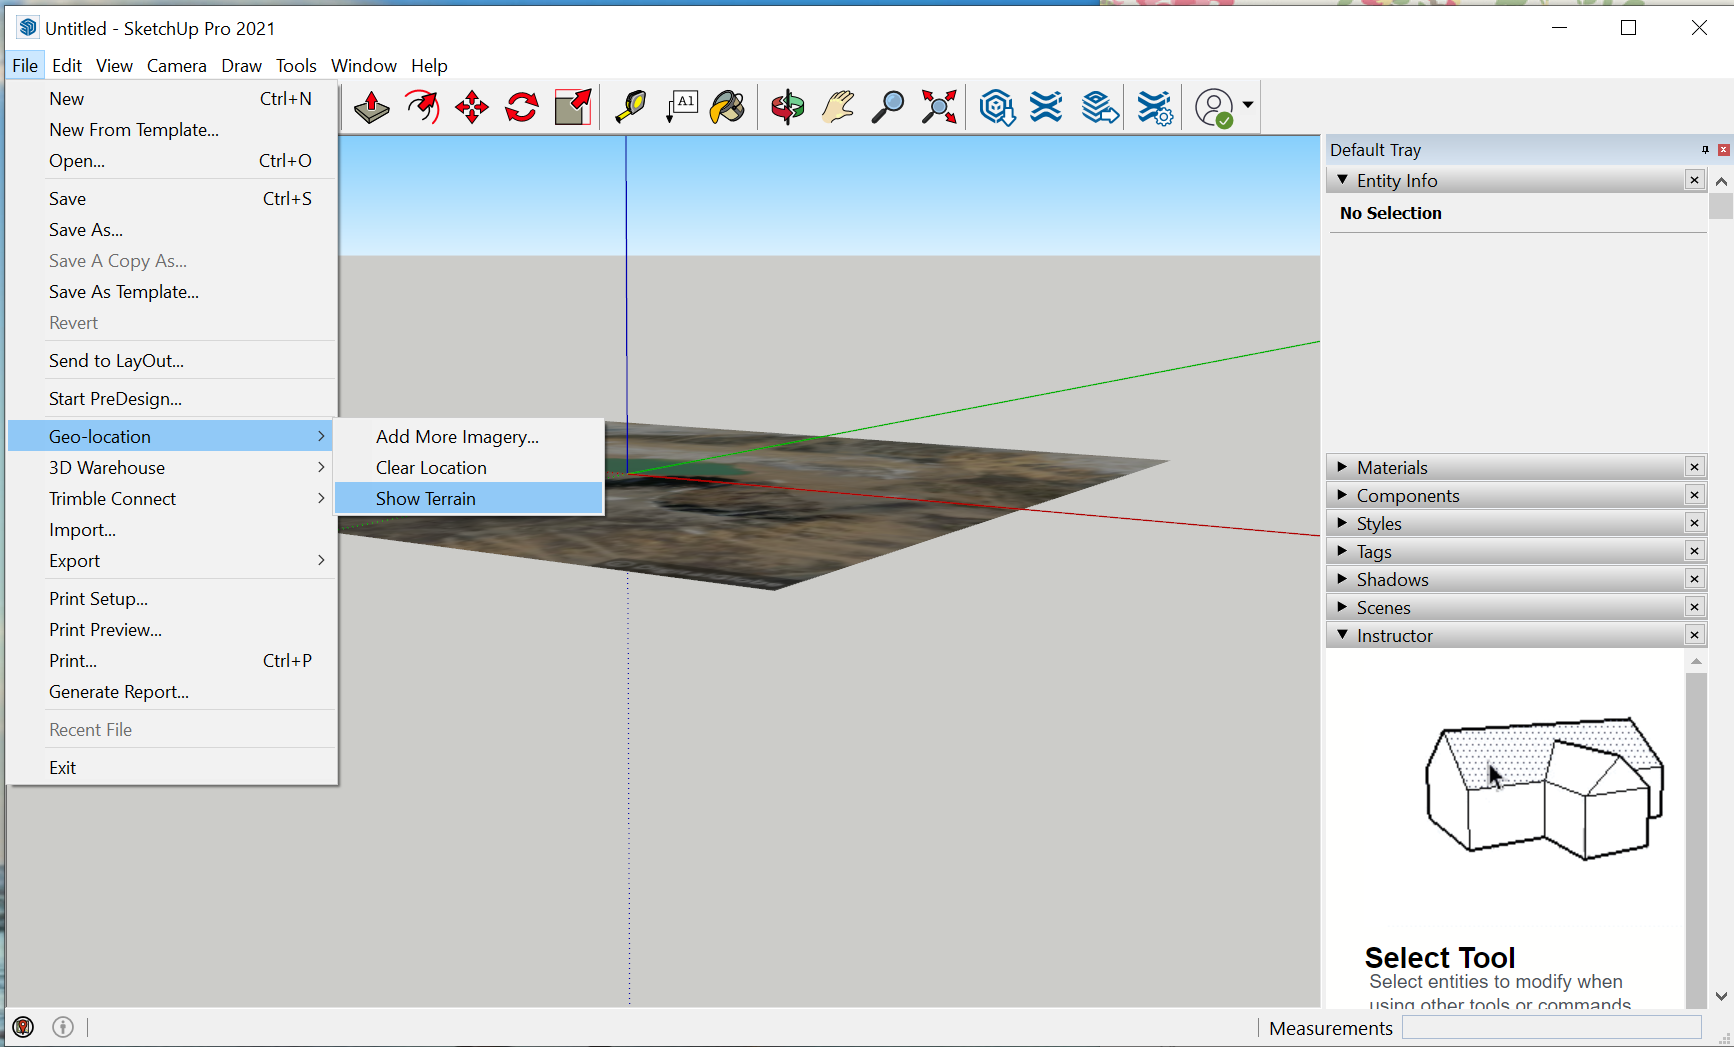 Untitled - SketchUp Pro 2021
File Edit View Camera Draw Tools Window Help
New Ctrl+N
New From Template...
Open... Ctrl+O
Save Ctrl+S
Save As...
Save A Copy As...
Save As Template...
Revert
Send to LayOut...
Start PreDesign...
Geo-location
3D Warehouse
Trimble Connect
Import...
Export
Print Setup...
Print Preview...
Print... Ctrl+P
Generate Report...
Recent File
Exit
Add More Imagery...
Clear Location
Show Terrain
A1
Default Tray
Entity Info
No Selection
Materials
Components
Styles
Tags
Shadows
Scenes
Instructor
Select Tool
Select entities to modify when
using other tools or commands
Measurements